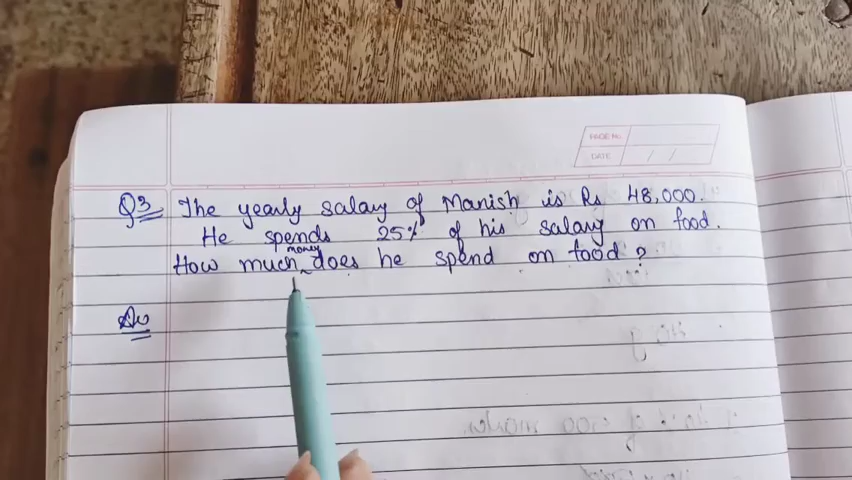 PAGE No.
DATE / /
Q3 The yearly salary of Manish is Rs 48,000.
He spends 25% of his salary on food.
How much money does he spend on food ?
Ans